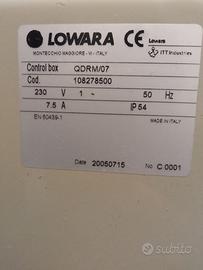 LOWARA CE Lowara
MONTECCHIO MAGGIORE - VI - ITALY ITT Industries
Control box QDRM/07
Cod. 108278500
230 V 1 ~ 50 Hz
7.5 A IP 54
EN 60439-1
Date 20050715 No C 0001
MADE IN ITALY
subito